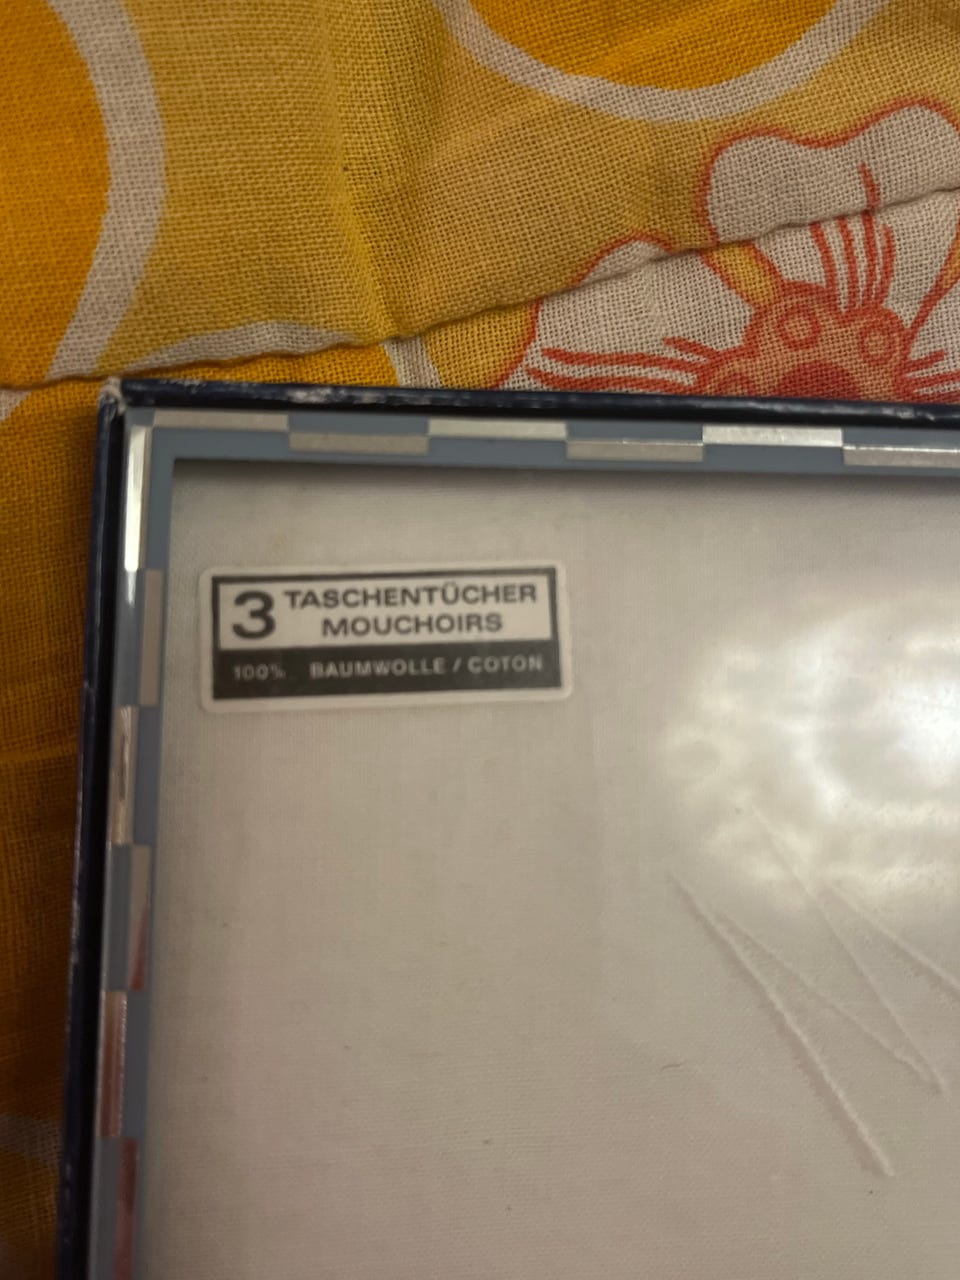 3 TASCHENTÜCHER
MOUCHOIRS
100% BAUMWOLLE / COTON